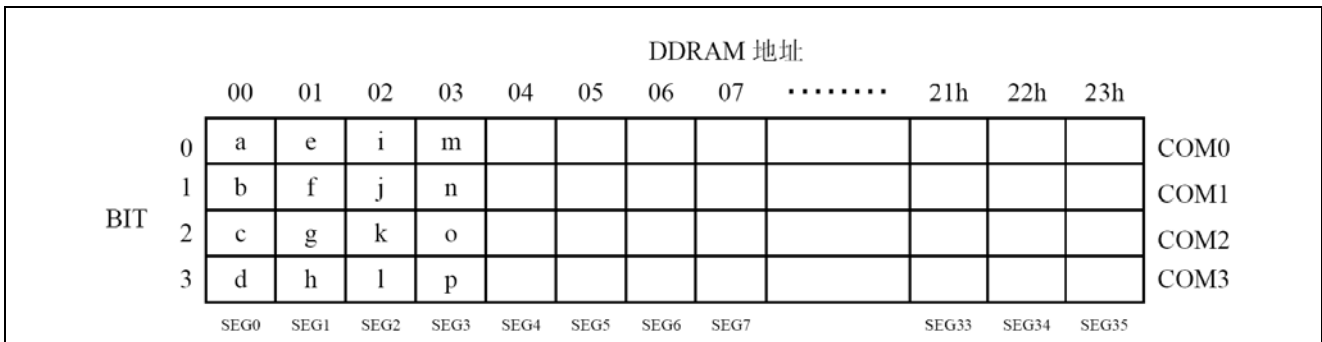 DDRAM 地址
00 01 02 03 04 05 06 07 ········ 21h 22h 23h
0 a e i m COM0
1 b f j n COM1
BIT
2 c g k o COM2
3 d h l p COM3
SEG0 SEG1 SEG2 SEG3 SEG4 SEG5 SEG6 SEG7 SEG33 SEG34 SEG35